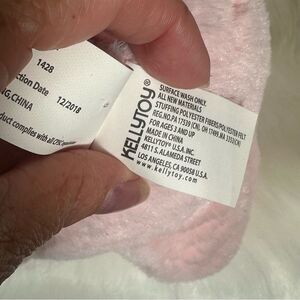 1428
ction Date 12/2018
G, CHINA
duct complies with all CPSC
KELLYTOY®
SURFACE WASH ONLY.
ALL NEW MATERIALS
STUFFING POLYESTER FIBER&POLYESTER FELT
REG.NO.PA 17539 (CN),
FOR AGES 3 AND UP
MADE IN CHINA
KELLYTOY® U.S.A. INC.
4811 S. ALAMEDA STREET
LOS ANGELES, CA 90058 U.S.A.
www.kellytoy.com